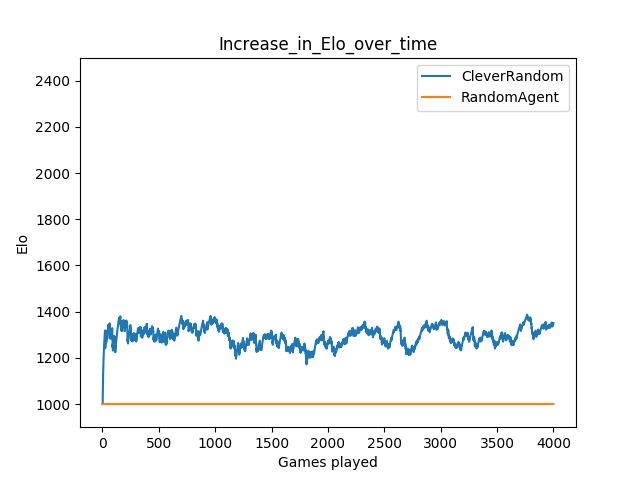 Increase_in_Elo_over_time
CleverRandom
RandomAgent
2400
2200
2000
1800
1600
1400
1200
1000
Elo
0 500 1000 1500 2000 2500 3000 3500 4000
Games played